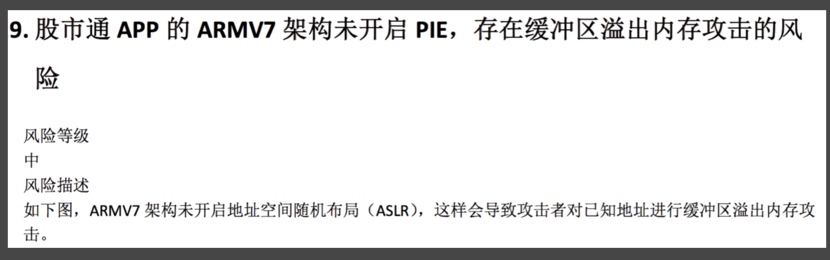 9. 股市通 APP 的 ARMV7 架构未开启 PIE，存在缓冲区溢出内存攻击的风
险
风险等级
中
风险描述
如下图，ARMV7 架构未开启地址空间随机布局（ASLR），这样会导致攻击者对已知地址进行缓冲区溢出内存攻
击。